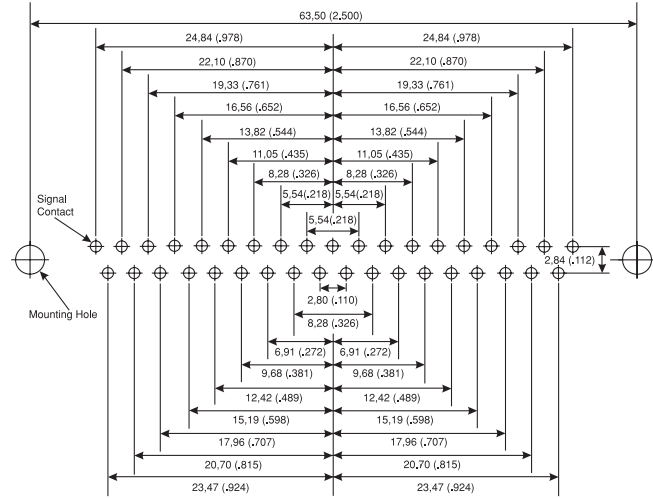 63,50 (2.500)
24,84 (.978) 24,84 (.978)
22,10 (.870) 22,10 (.870)
19,33 (.761) 19,33 (.761)
16,56 (.652) 16,56 (.652)
13,82 (.544) 13,82 (.544)
11,05 (.435) 11,05 (.435)
8,28 (.326) 8,28 (.326)
5,54(.218) 5,54(.218)
Signal
Contact
5,54(.218)
2,84 (.112)
Mounting Hole
2,80 (.110)
8,28 (.326)
6,91 (.272) 6,91 (.272)
9,68 (.381) 9,68 (.381)
12,42 (.489) 12,42 (.489)
15,19 (.598) 15,19 (.598)
17,96 (.707) 17,96 (.707)
20,70 (.815) 20,70 (.815)
23,47 (.924) 23,47 (.924)